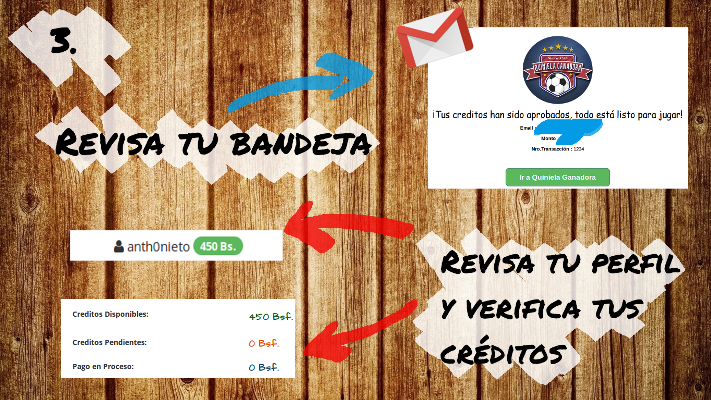 3.
REVISA TU BANDEJA
QUINIELA GANADORA
¡Tus creditos han sido aprobados, todo está listo para jugar!
Email
Monto
Nro.Transacción : 1234
Ir a Quiniela Ganadora
anth0nieto 450 Bs.
REVISA TU PERFIL
Y VERIFICA TUS
CRÉDITOS
Creditos Disponibles: 450 Bsf.
Creditos Pendientes: 0 Bsf.
Pago en Proceso: 0 Bsf.